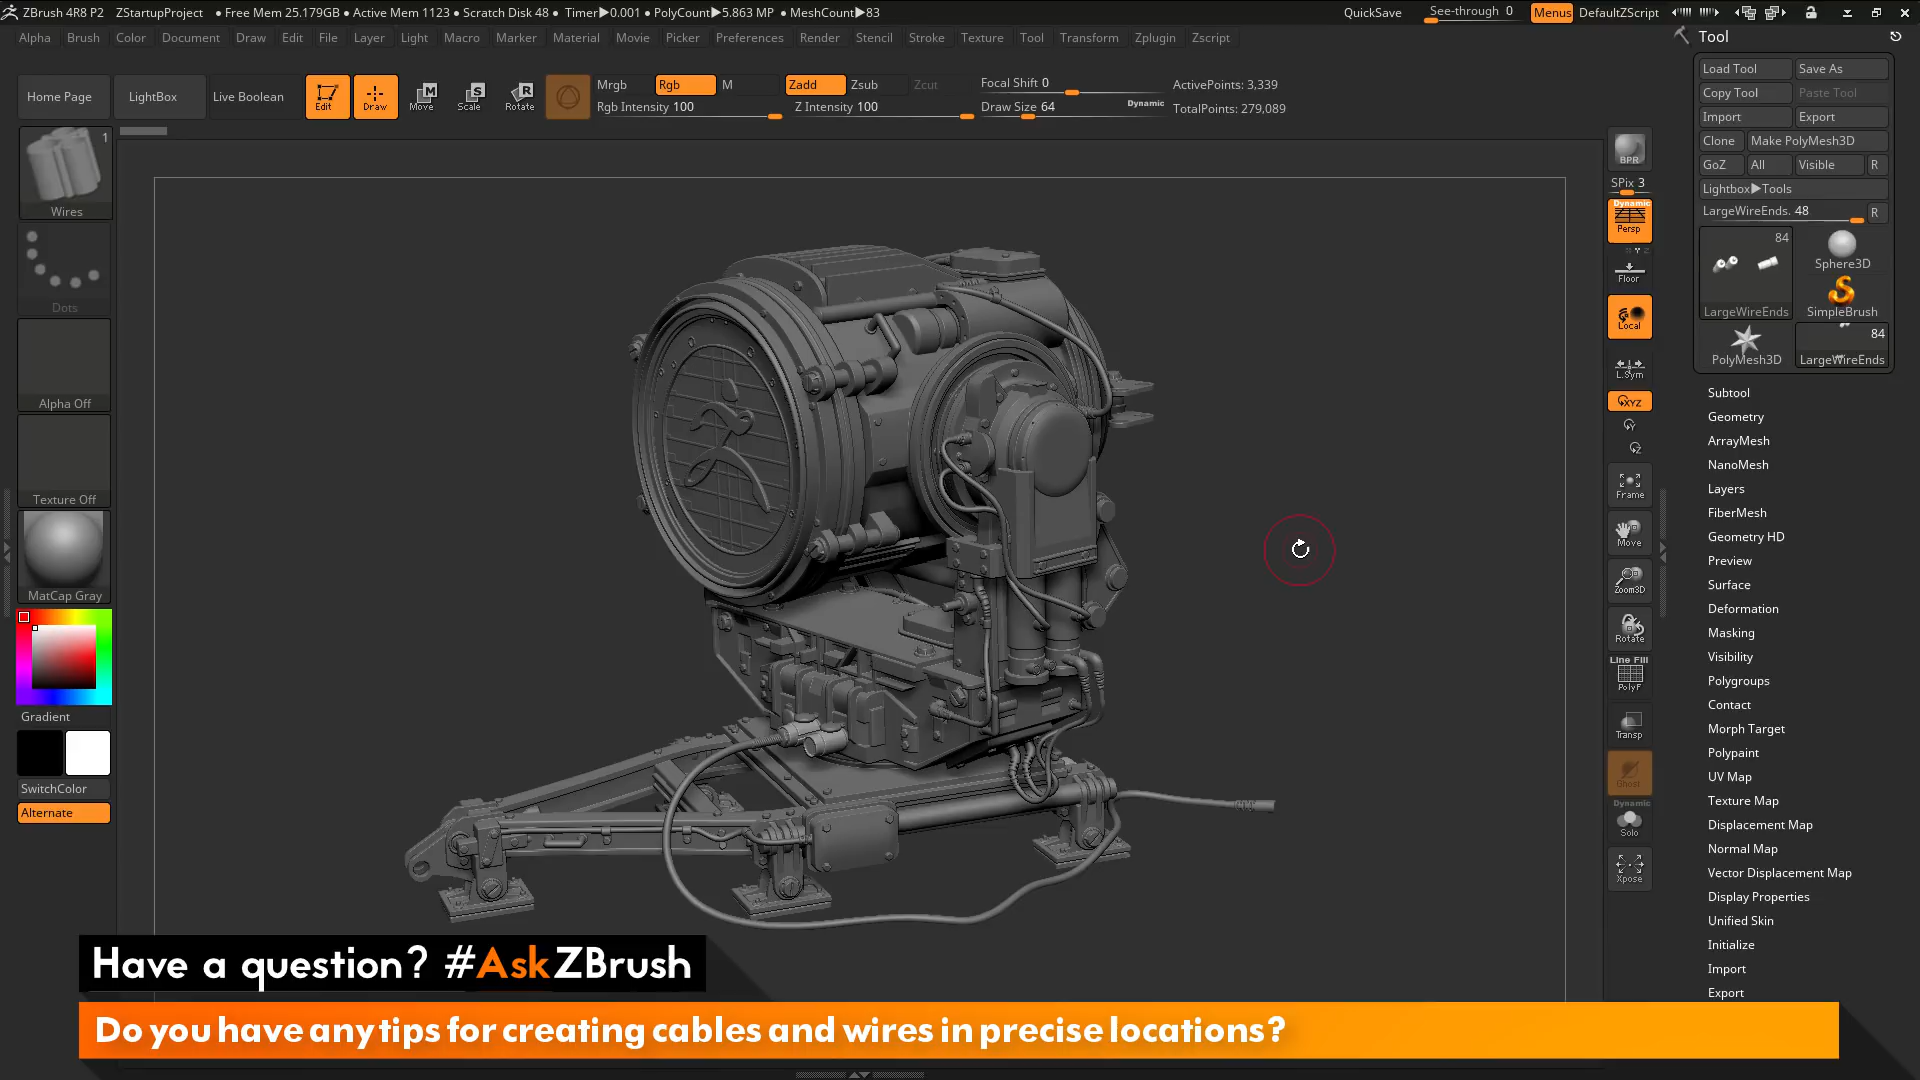 ZBrush 4R8 P2 ZStartupProject • Free Mem 25.179GB • Active Mem 1123 • Scratch Disk 48 • Timer▶0.001 • PolyCount▶5.863 MP • MeshCount▶83 QuickSave See-through 0 Menus DefaultZScript
Alpha Brush Color Document Draw Edit File Layer Light Macro Marker Material Movie Picker Preferences Render Stencil Stroke Texture Tool Transform Zplugin Zscript
Tool
Home Page LightBox Live Boolean Edit Draw Move Scale Rotate
M S R
Mrgb Rgb M Zadd Zsub Zcut Focal Shift 0 ActivePoints: 3,339
Rgb Intensity 100 Z Intensity 100 Draw Size 64 Dynamic TotalPoints: 279,089
1
Wires
Dots
Alpha Off
Texture Off
MatCap Gray
Gradient
SwitchColor
Alternate
BPR
SPix 3
Dynamic
Persp
Floor
Local
L.Sym
XYZ
Y
Z
Frame
Move
Zoom3D
Rotate
Line Fill
PolyF
Transp
Ghost
Dynamic
Solo
Xpose
Load Tool Save As
Copy Tool Paste Tool
Import Export
Clone Make PolyMesh3D
GoZ All Visible R
Lightbox▶Tools
LargeWireEnds. 48 R
84
Sphere3D
LargeWireEnds SimpleBrush
84
PolyMesh3D LargeWireEnds
Subtool
Geometry
ArrayMesh
NanoMesh
Layers
FiberMesh
Geometry HD
Preview
Surface
Deformation
Masking
Visibility
Polygroups
Contact
Morph Target
Polypaint
UV Map
Texture Map
Displacement Map
Normal Map
Vector Displacement Map
Display Properties
Unified Skin
Initialize
Import
Export
Have a question? #AskZBrush
Do you have any tips for creating cables and wires in precise locations?